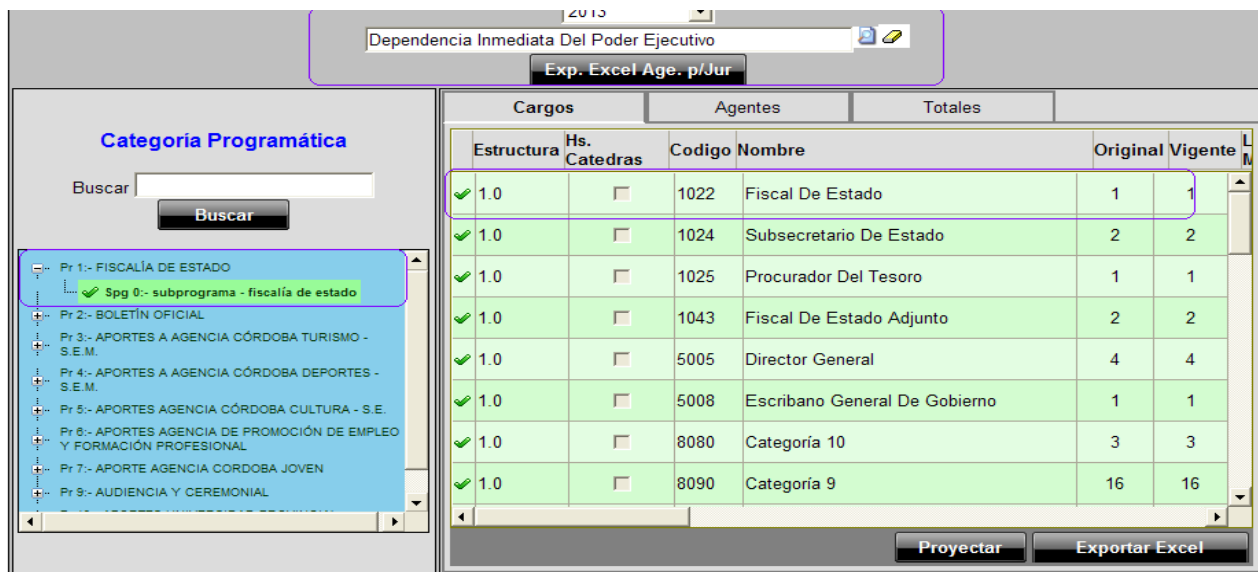 2013
Dependencia Inmediata Del Poder Ejecutivo
Exp. Excel Age. p/Jur
Categoría Programática
Buscar
Buscar
Pr 1:- FISCALÍA DE ESTADO
Spg 0:- subprograma - fiscalía de estado
Pr 2:- BOLETÍN OFICIAL
Pr 3:- APORTES A AGENCIA CÓRDOBA TURISMO -
S.E.M.
Pr 4:- APORTES A AGENCIA CÓRDOBA DEPORTES -
S.E.M.
Pr 5:- APORTES AGENCIA CÓRDOBA CULTURA - S.E.
Pr 6:- APORTES AGENCIA DE PROMOCIÓN DE EMPLEO
Y FORMACIÓN PROFESIONAL
Pr 7:- APORTE AGENCIA CORDOBA JOVEN
Pr 9:- AUDIENCIA Y CEREMONIAL
Cargos Agentes Totales
Estructura Hs. Catedras Codigo Nombre Original Vigente
1.0 1022 Fiscal De Estado 1 1
1.0 1024 Subsecretario De Estado 2 2
1.0 1025 Procurador Del Tesoro 1 1
1.0 1043 Fiscal De Estado Adjunto 2 2
1.0 5005 Director General 4 4
1.0 5008 Escribano General De Gobierno 1 1
1.0 8080 Categoría 10 3 3
1.0 8090 Categoría 9 16 16
Proyectar Exportar Excel